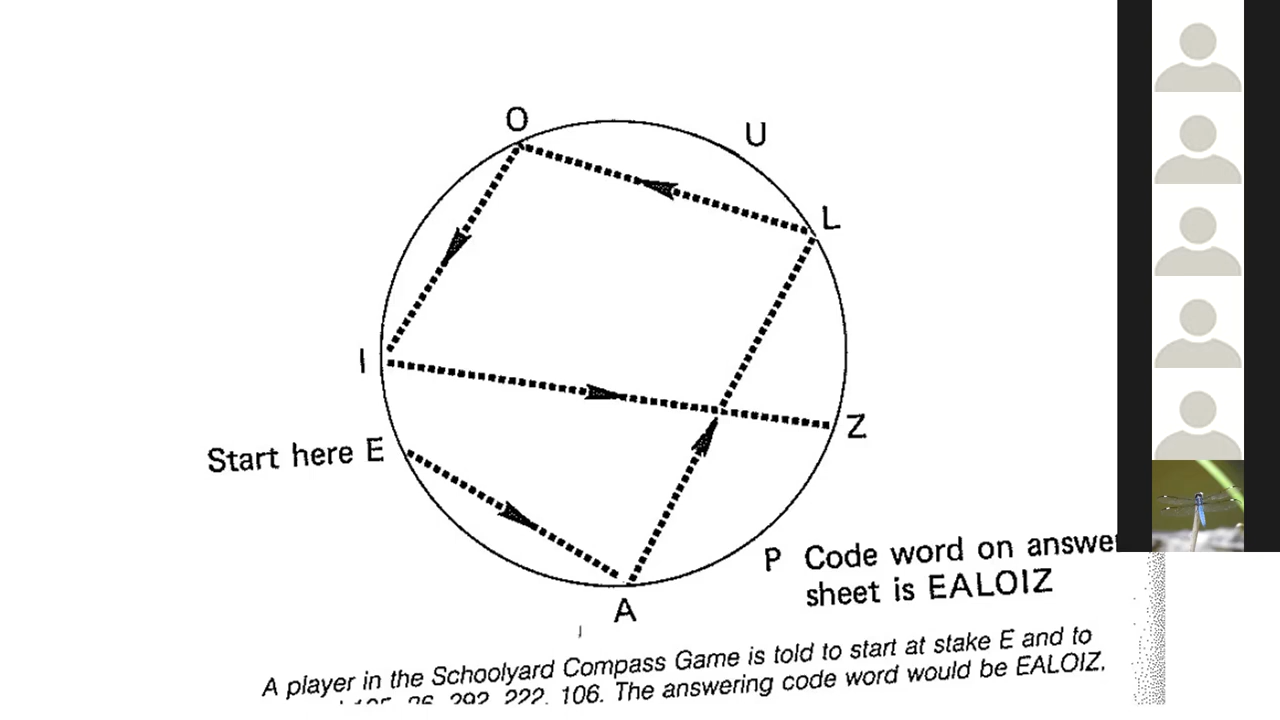 O
U
L
I
Z
Start here E
P Code word on answe
sheet is EALOIZ
A
A player in the Schoolyard Compass Game is told to start at stake E and to
292, 222, 106. The answering code word would be EALOIZ.